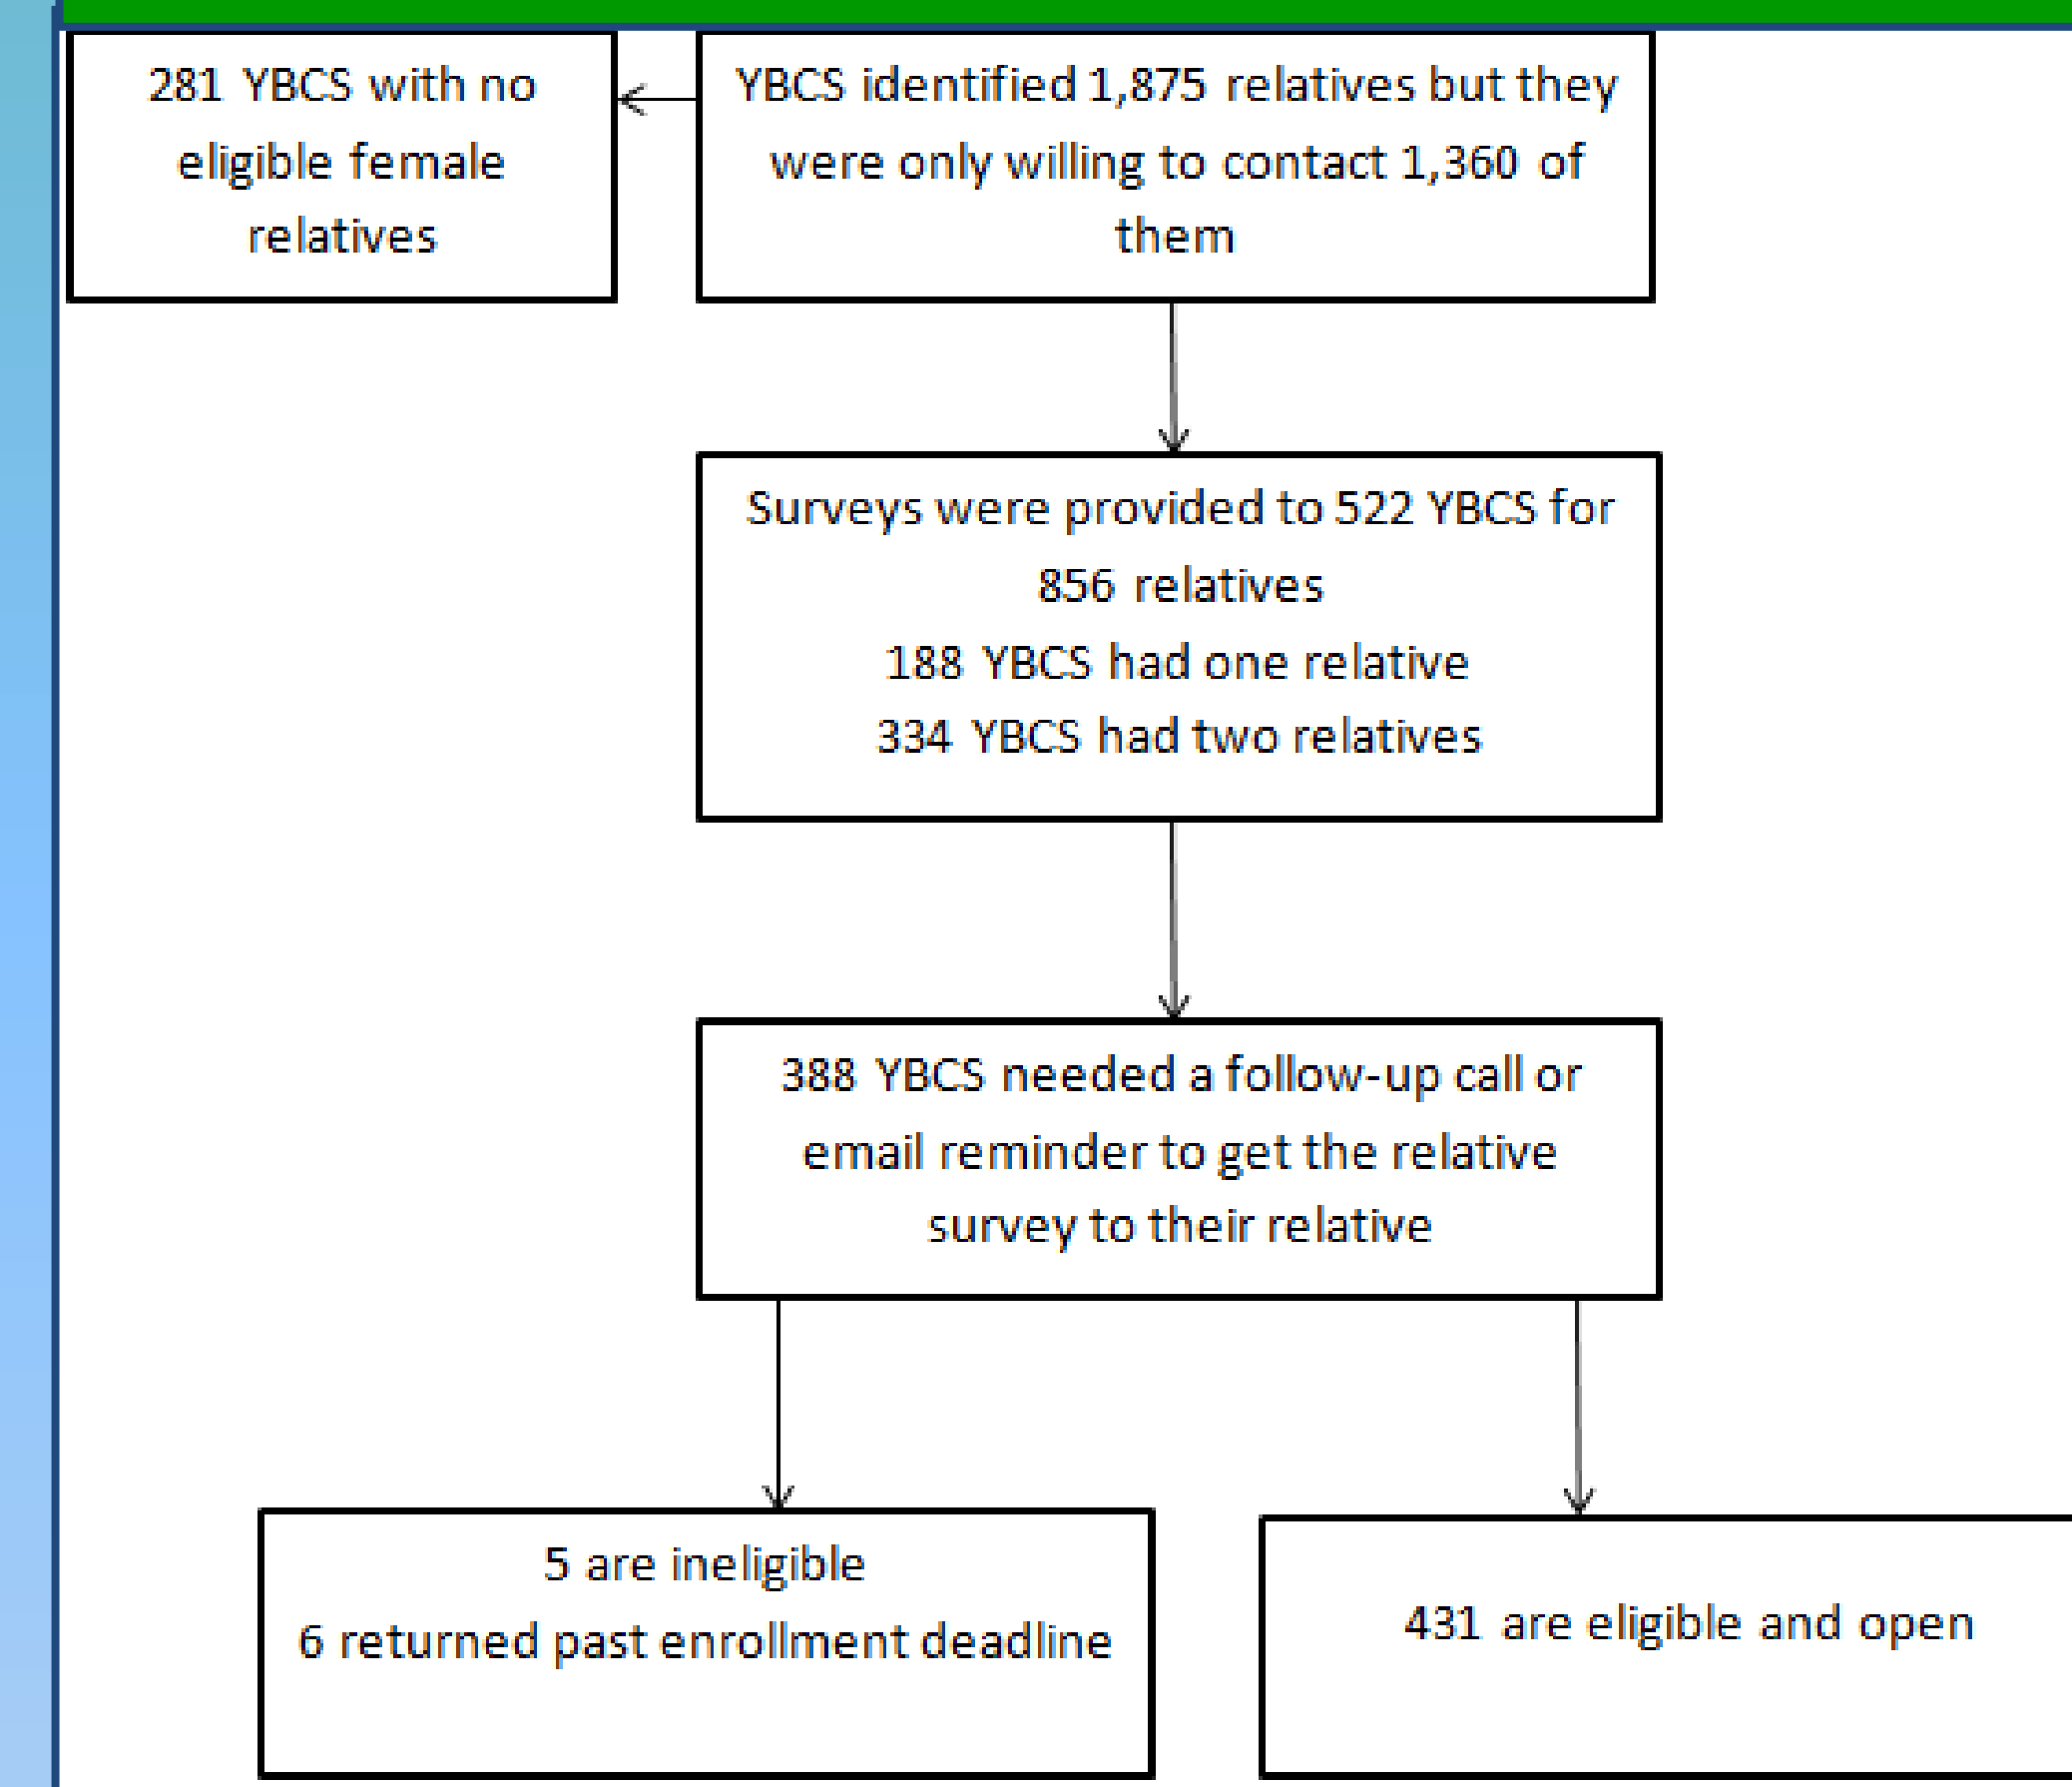 281 YBCS with no
eligible female
relatives
YBCS identified 1,875 relatives but they
were only willing to contact 1,360 of
them
Surveys were provided to 522 YBCS for
856 relatives
188 YBCS had one relative
334 YBCS had two relatives
388 YBCS needed a follow-up call or
email reminder to get the relative
survey to their relative
5 are ineligible
6 returned past enrollment deadline
431 are eligible and open